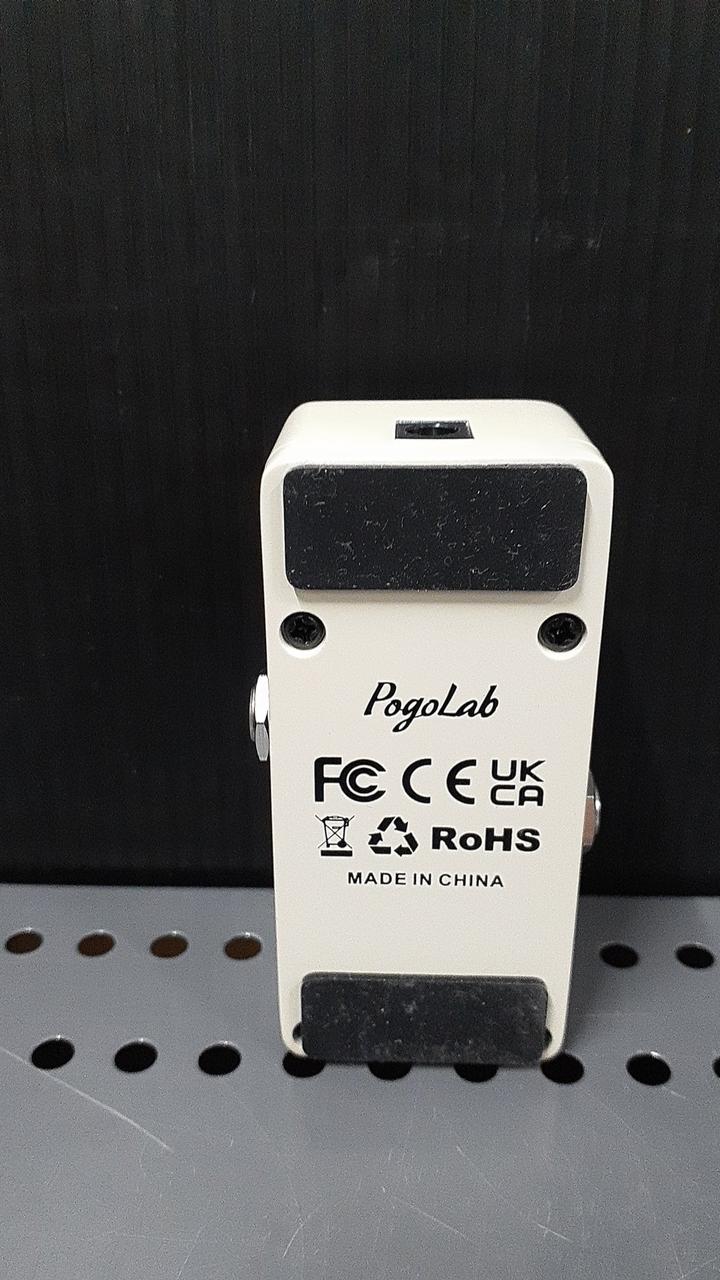 PogoLab
FC CE UK
CA
RoHS
MADE IN CHINA